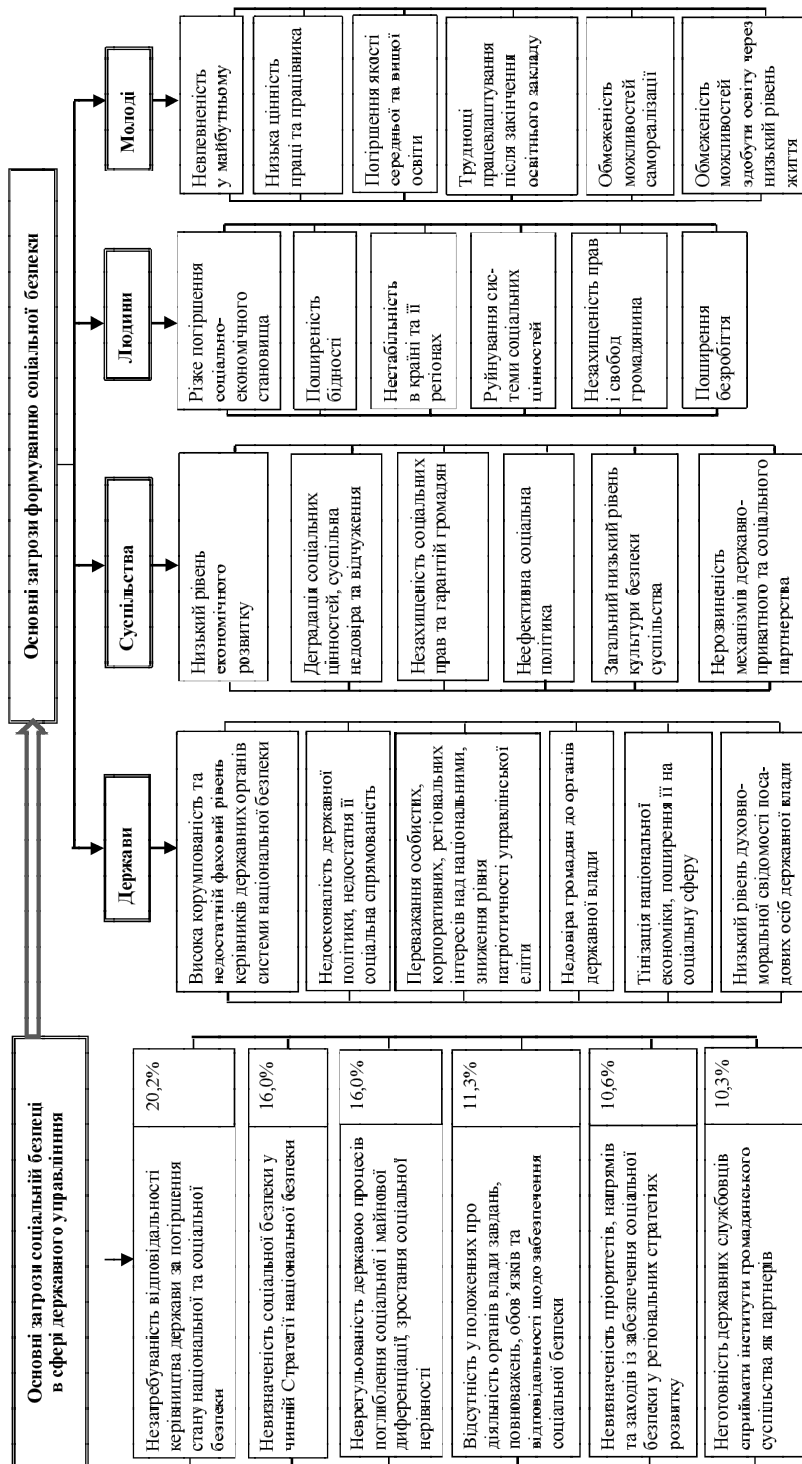 Основні загрози соціальній безпеці
в сфері державного управлінння
Незатребуваність відповідальності
керівництва держави за погіршення
стану національної та соціальної
безпеки
20,2%
Невизначеність соціальної безпеки у
чинній Стратегії національної безпеки
16,0%
Неврегульованість державою процесів
поглиблення соціальної і майнової
диференціації, зростання соціальної
нерівності
16,0%
Відсутність у положеннях про
діяльність органів влади завдань,
повноважень, обов’язків та
відповідальності щодо забезпечення
соціальної безпеки
11,3%
Невизначеність пріоритетів, напрямів
та заходів із забезпечення соціальної
безпеки у регіональних стратегіях
розвитку
10,6%
Неготовність державних службовців
сприймати інститути громадянського
суспільства як партнерів
10,3%
Основні загрози формуванню соціальної безпеки
Держави
Висока корумпованість та
недостатній фаховий рівень
керівників державних органів
системи національної безпеки
Недосконалість державної
політики, недостатня її
соціальна спрямованість
Переважання особистих,
корпоративних, регіональних
інтересів над національними,
зниження рівня
патріотичності управлінської
еліти
Недовіра громадян до органів
державної влади
Тінізація національної
економіки, поширення її на
соціальну сферу
Низький рівень духовно-
моральної свідомості поса-
дових осіб державної влади
Суспільства
Низький рівень
економічного
розвитку
Деградація соціальних
цінностей, суспільна
недовіра та відчуження
Незахищеність соціальних
прав та гарантій громадян
Неефективна соціальна
політика
Загальний низький рівень
культури безпеки
суспільства
Нерозвиненість
механізмів державно-
приватного та соціального
партнерства
Людини
Різке погіршення
соціально-
економічного
становища
Поширеність
бідності
Нестабільність
в країні та її
регіонах
Руйнування сис-
теми соціальних
цінностей
Незахищеність прав
і свобод
громадянина
Поширення
безробіття
Молоді
Невпевненість
у майбутньому
Низька цінність
праці та працівника
Погіршення якості
середньої та вищої
освіти
Труднощі
працевлаштування
після закінчення
освітнього закладу
Обмеженість
можливостей
самореалізації
Обмеженість
можливостей
здобути освіту через
низький рівень
життя